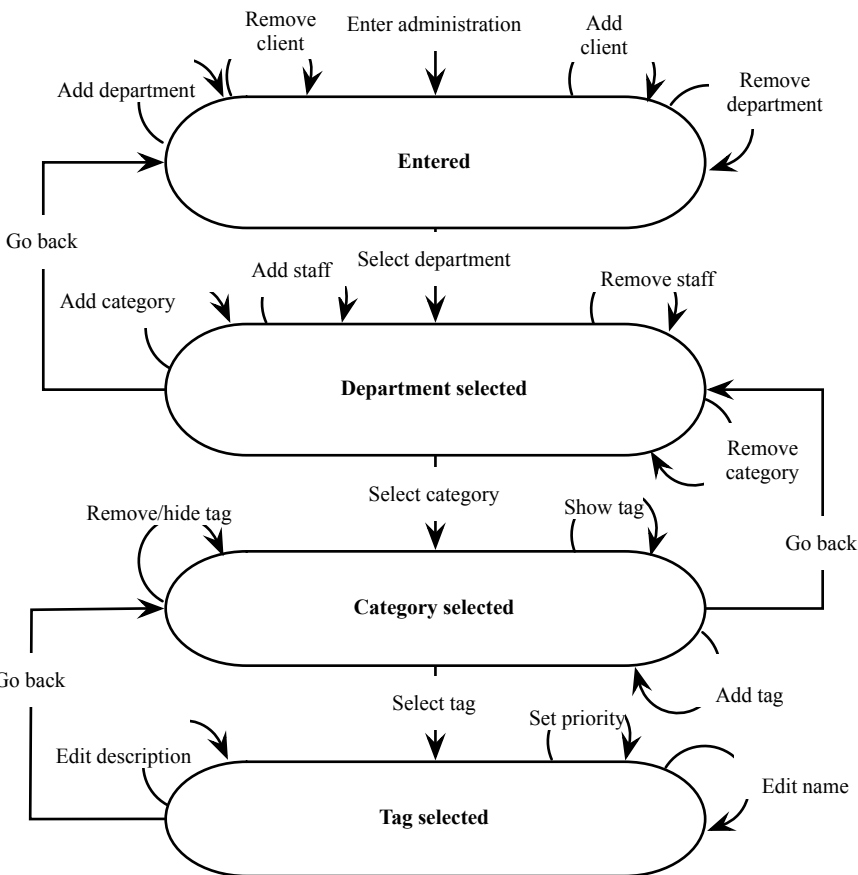 Remove
client
Enter administration
Add
client
Add department
Remove
department
Entered
Go back
Select department
Add staff
Remove staff
Add category
Department selected
Remove
category
Select category
Remove/hide tag
Show tag
Go back
Category selected
Go back
Add tag
Select tag
Set priority
Edit description
Edit name
Tag selected